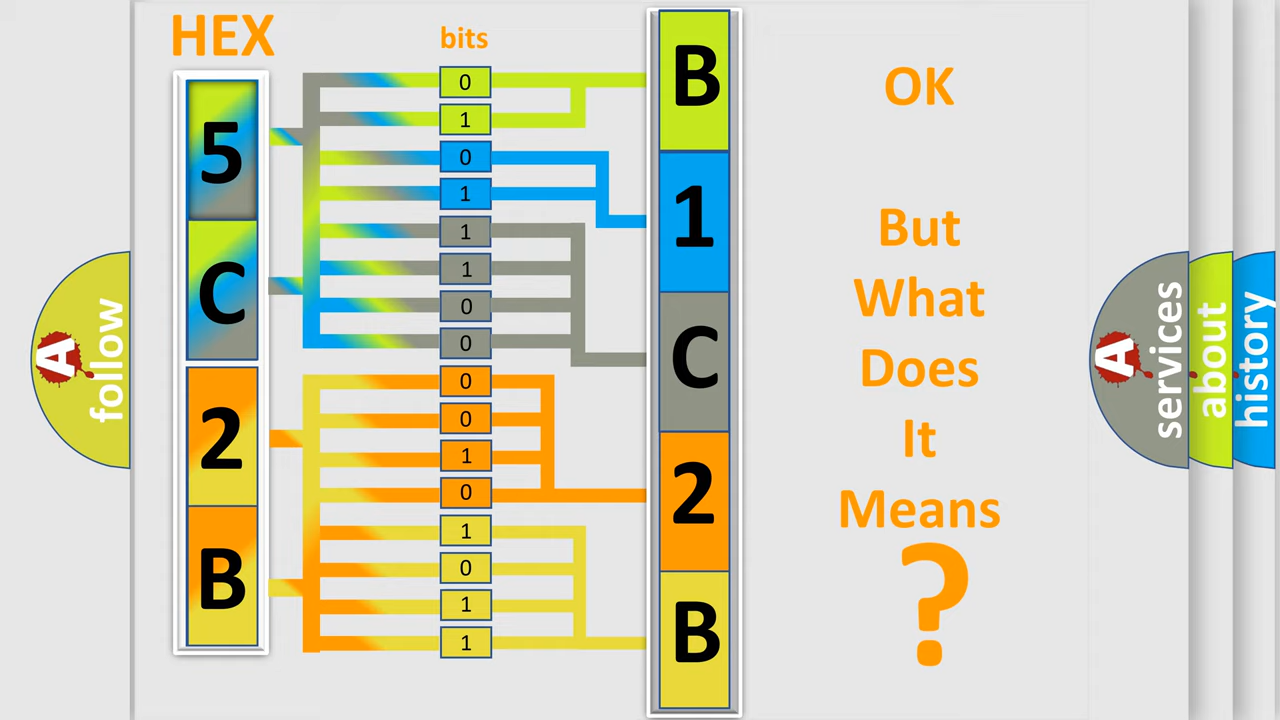 HEX
bits
5
C
2
B
0
1
0
1
1
1
0
0
0
0
1
0
1
0
1
1
B
1
C
2
B
OK
But
What
Does
It
Means
?
A
follow
A
services
about
history